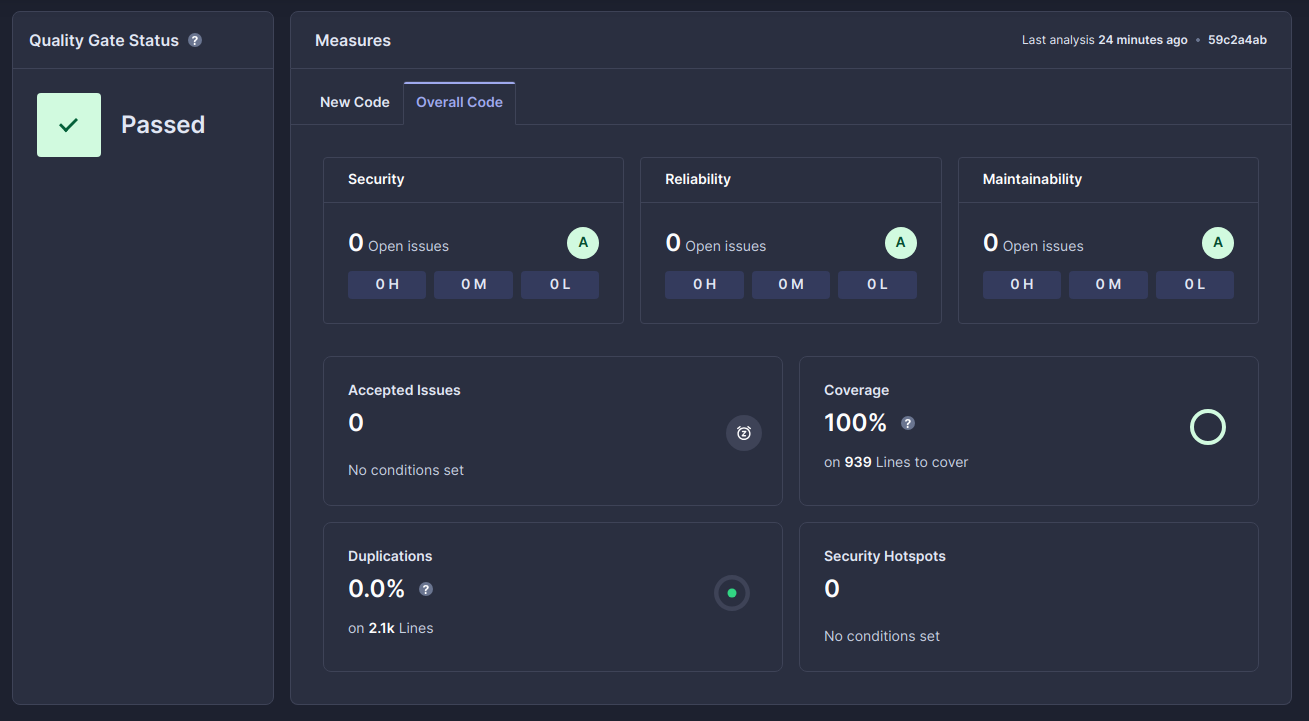 Quality Gate Status ?
Passed
Measures
Last analysis 24 minutes ago • 59c2a4ab
New Code
Overall Code
Security
0 Open issues
A
0 H
0 M
0 L
Reliability
0 Open issues
A
0 H
0 M
0 L
Maintainability
0 Open issues
A
0 H
0 M
0 L
Accepted Issues
0
No conditions set
Coverage
100% ?
on 939 Lines to cover
Duplications
0.0% ?
on 2.1k Lines
Security Hotspots
0
No conditions set